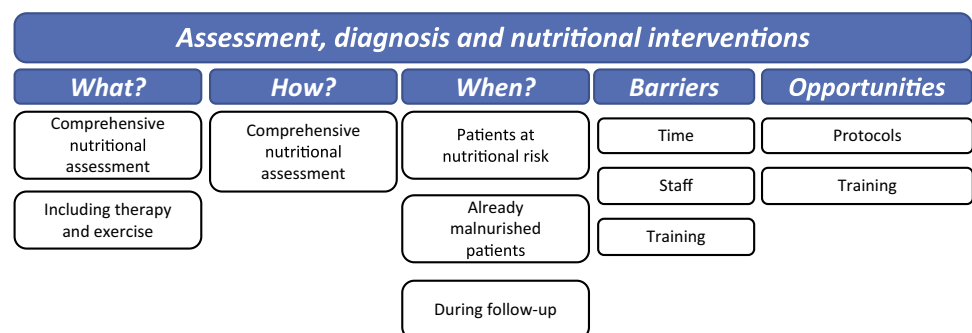 Assessment, diagnosis and nutritional interventions
What?
How?
When?
Barriers
Opportunities
Comprehensive
nutritional
assessment
Including therapy
and exercise
Comprehensive
nutritional
assessment
Patients at
nutritional risk
Already
malnurished
patients
During follow-up
Time
Staff
Training
Protocols
Training